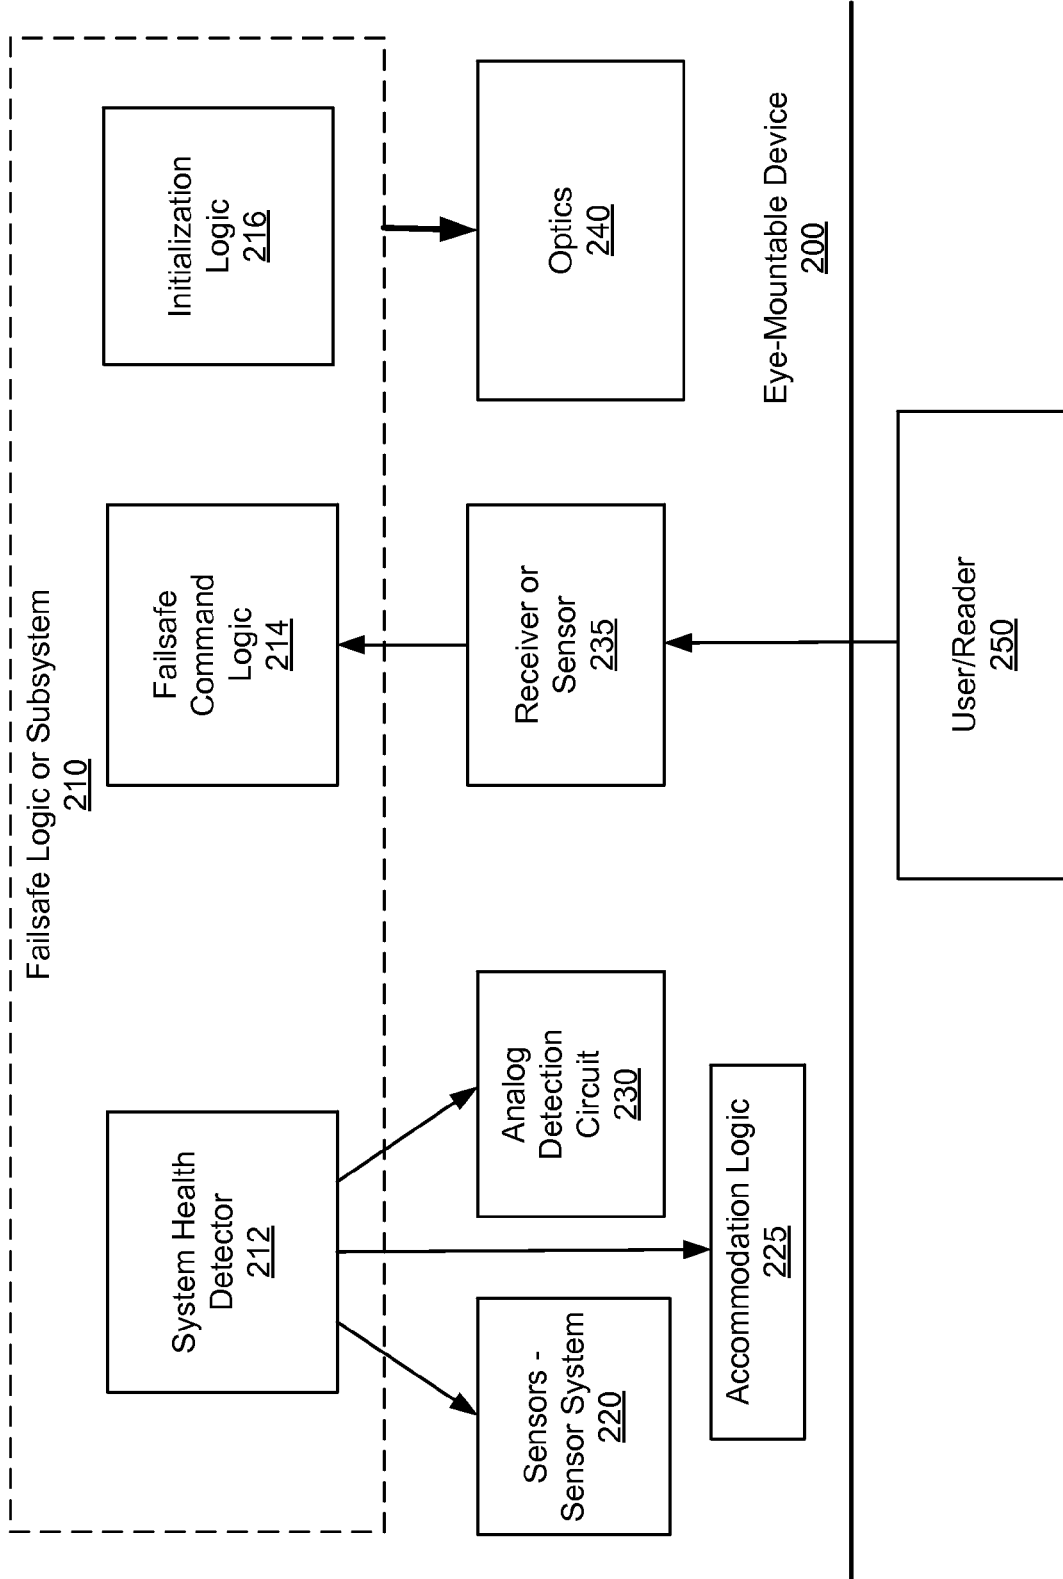 Failsafe Logic or Subsystem
210
System Health
Detector
212
Failsafe
Command
Logic
214
Initialization
Logic
216
Sensors -
Sensor System
220
Analog
Detection
Circuit
230
Receiver or
Sensor
235
Optics
240
Accommodation Logic
225
Eye-Mountable Device
200
User/Reader
250